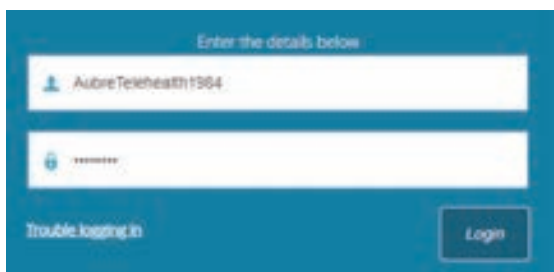 Enter the details below
AubreTelehealth1984
••••••••
Trouble logging in
Login